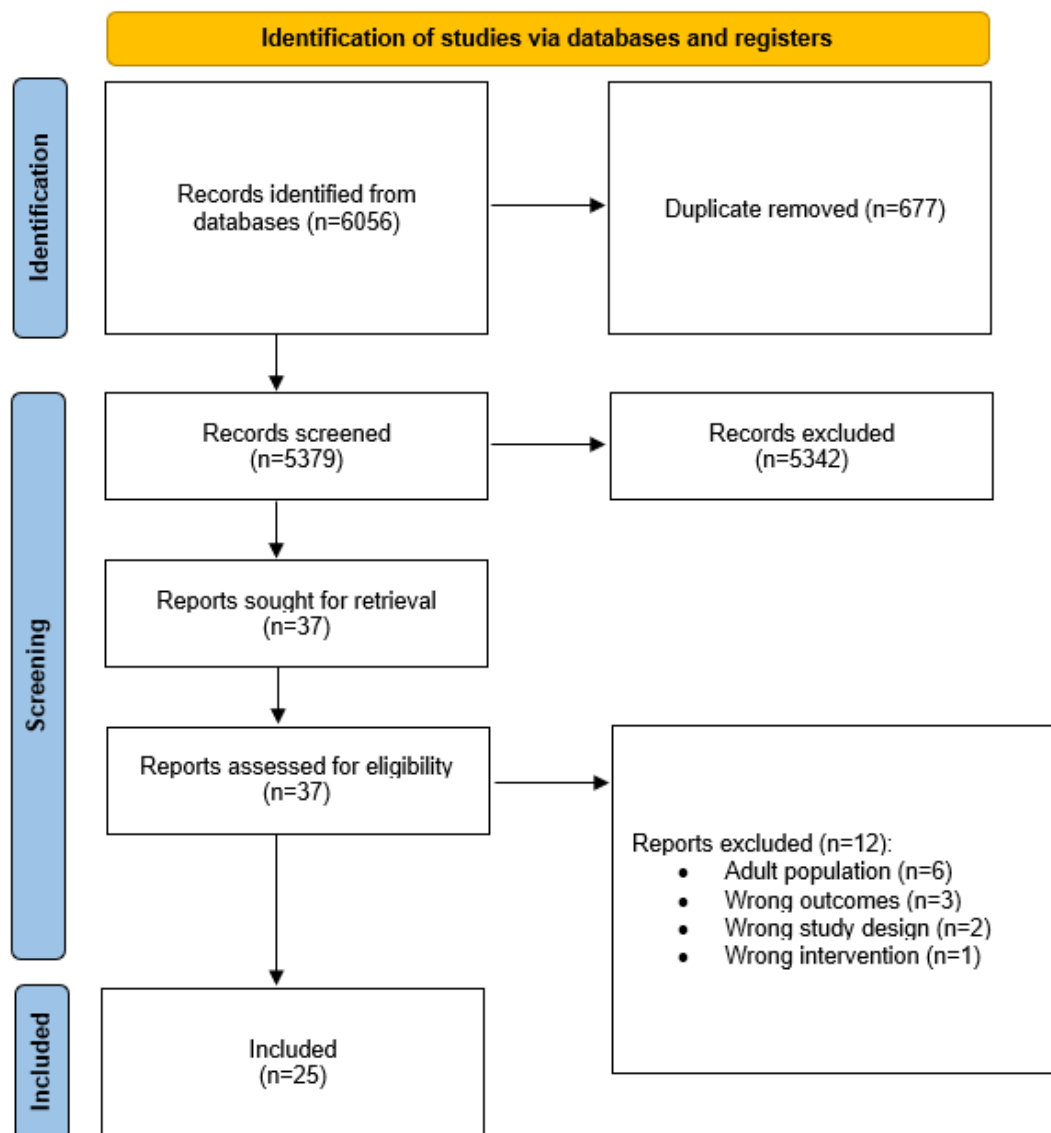 Identification of studies via databases and registers
Identification
Records identified from
databases (n=6056)
Duplicate removed (n=677)
Screening
Records screened
(n=5379)
Records excluded
(n=5342)
Reports sought for retrieval
(n=37)
Reports assessed for eligibility
(n=37)
Reports excluded (n=12):
• Adult population (n=6)
• Wrong outcomes (n=3)
• Wrong study design (n=2)
• Wrong intervention (n=1)
Included
Included
(n=25)